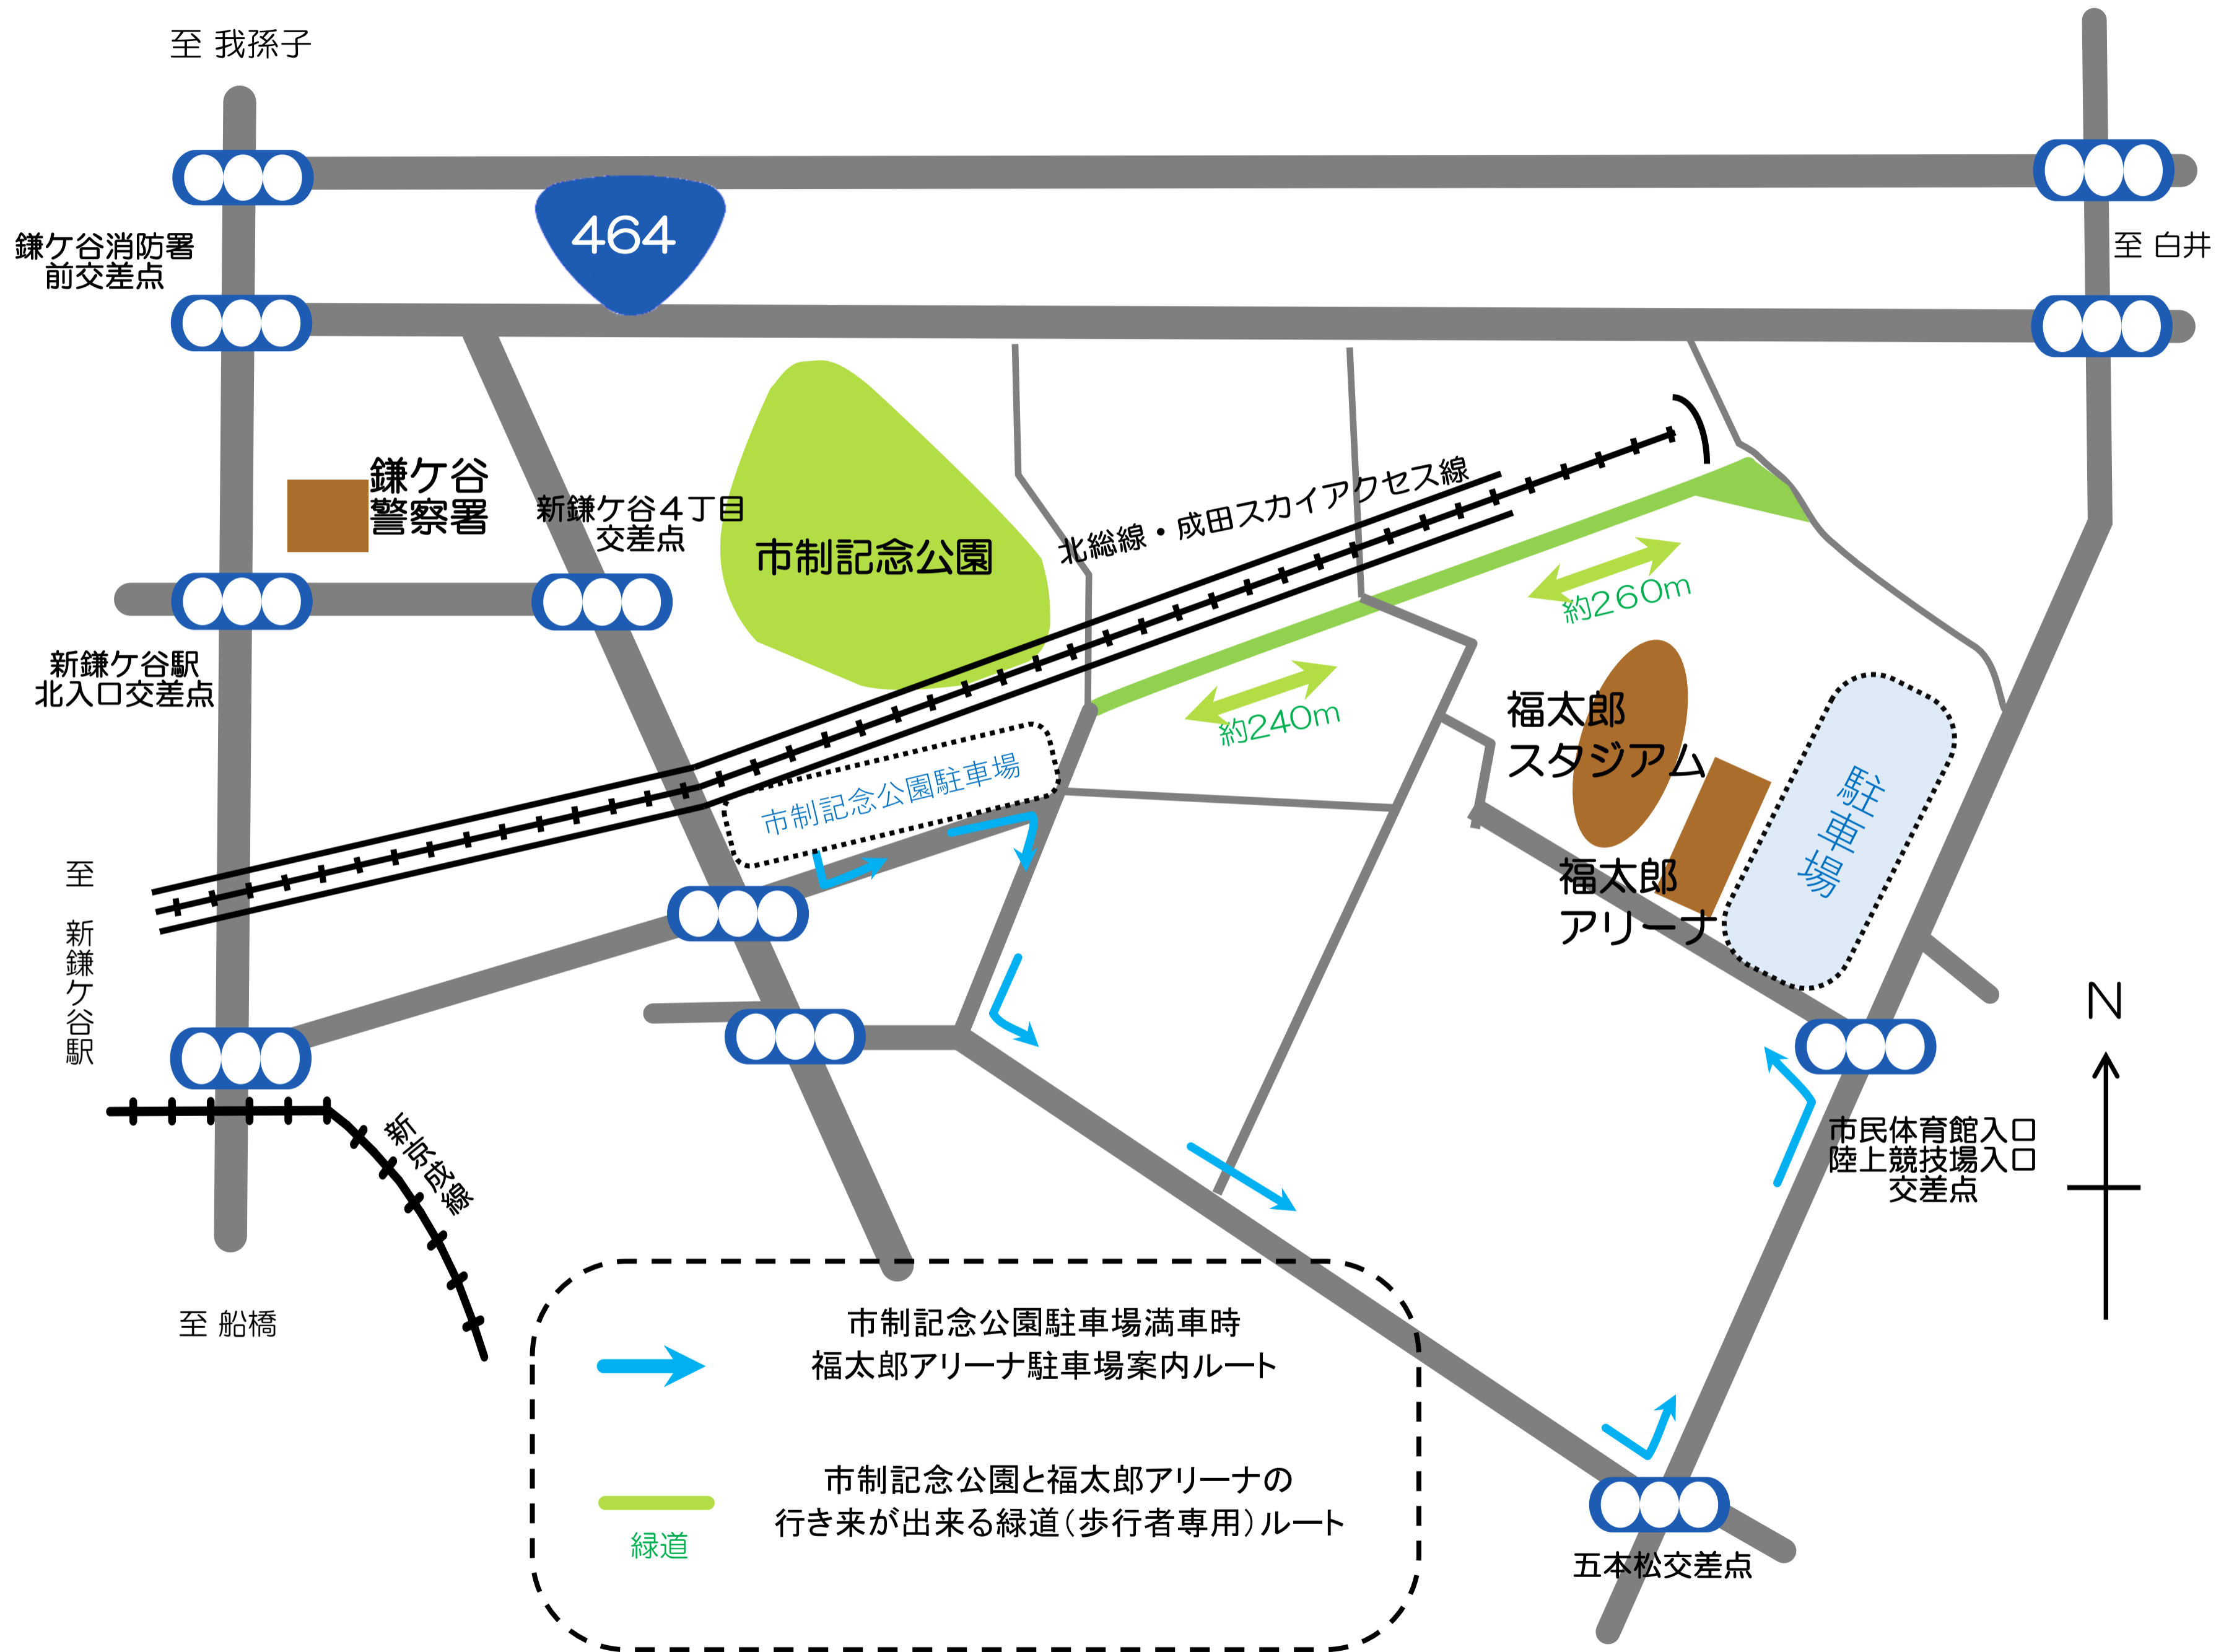 至 我孫子
464
鎌ケ谷消防署
前交差点
至 白井
鎌ケ谷
警察署
新鎌ケ谷４丁目
交差点
市制記念公園
北総線・成田スカイアクセス線
約260m
新鎌ケ谷駅
北入口交差点
約240m
福太郎
スタジアム
市制記念公園駐車場
駐車場
福太郎
アリーナ
至 新鎌ケ谷駅
N
新京成線
市民体育館入口
陸上競技場入口
交差点
至 船橋
市制記念公園駐車場満車時
福太郎アリーナ駐車場案内ルート
市制記念公園と福太郎アリーナの
行き来が出来る緑道（歩行者専用）ルート
緑道
五本松交差点